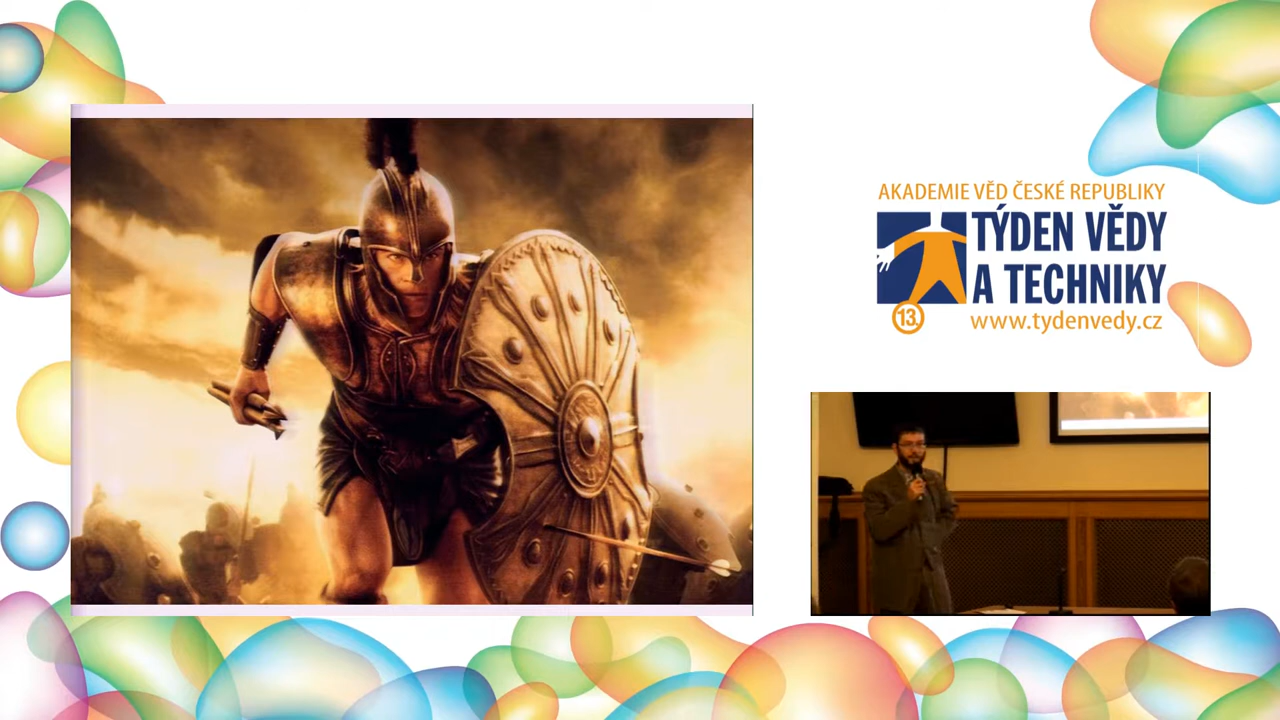 AKADEMIE VĚD ČESKÉ REPUBLIKY
TÝDEN VĚDY
A TECHNIKY
13.
www.tydenvedy.cz